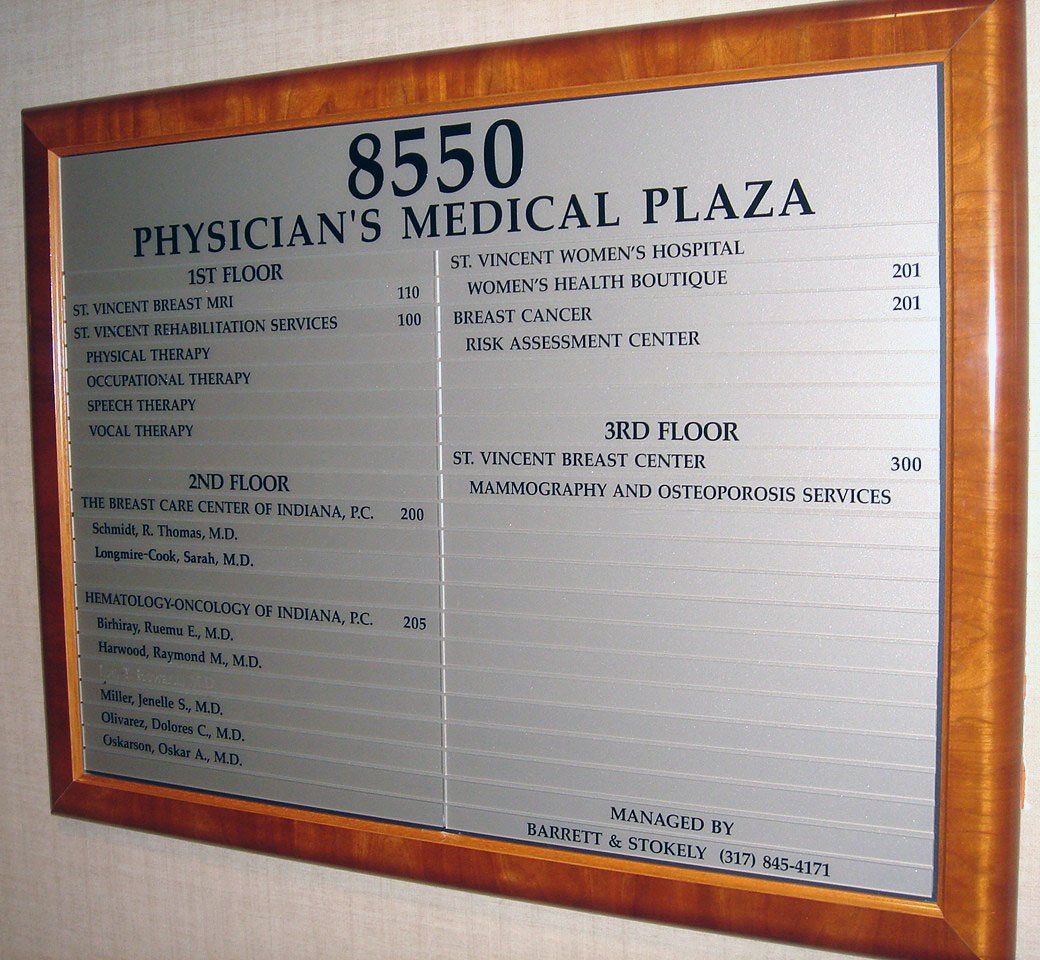 8550
PHYSICIAN'S MEDICAL PLAZA
1ST FLOOR
ST. VINCENT BREAST MRI 110
ST. VINCENT REHABILITATION SERVICES 100
PHYSICAL THERAPY
OCCUPATIONAL THERAPY
SPEECH THERAPY
VOCAL THERAPY
2ND FLOOR
THE BREAST CARE CENTER OF INDIANA, P.C. 200
Schmidt, R. Thomas, M.D.
Longmire-Cook, Sarah, M.D.
HEMATOLOGY-ONCOLOGY OF INDIANA, P.C. 205
Birhiray, Ruemu E., M.D.
Harwood, Raymond M., M.D.
Miller, Jenelle S., M.D.
Olivarez, Dolores C., M.D.
Oskarson, Oskar A., M.D.
ST. VINCENT WOMEN'S HOSPITAL
WOMEN'S HEALTH BOUTIQUE 201
BREAST CANCER 201
RISK ASSESSMENT CENTER
3RD FLOOR
ST. VINCENT BREAST CENTER 300
MAMMOGRAPHY AND OSTEOPOROSIS SERVICES
MANAGED BY
BARRETT & STOKELY (317) 845-4171